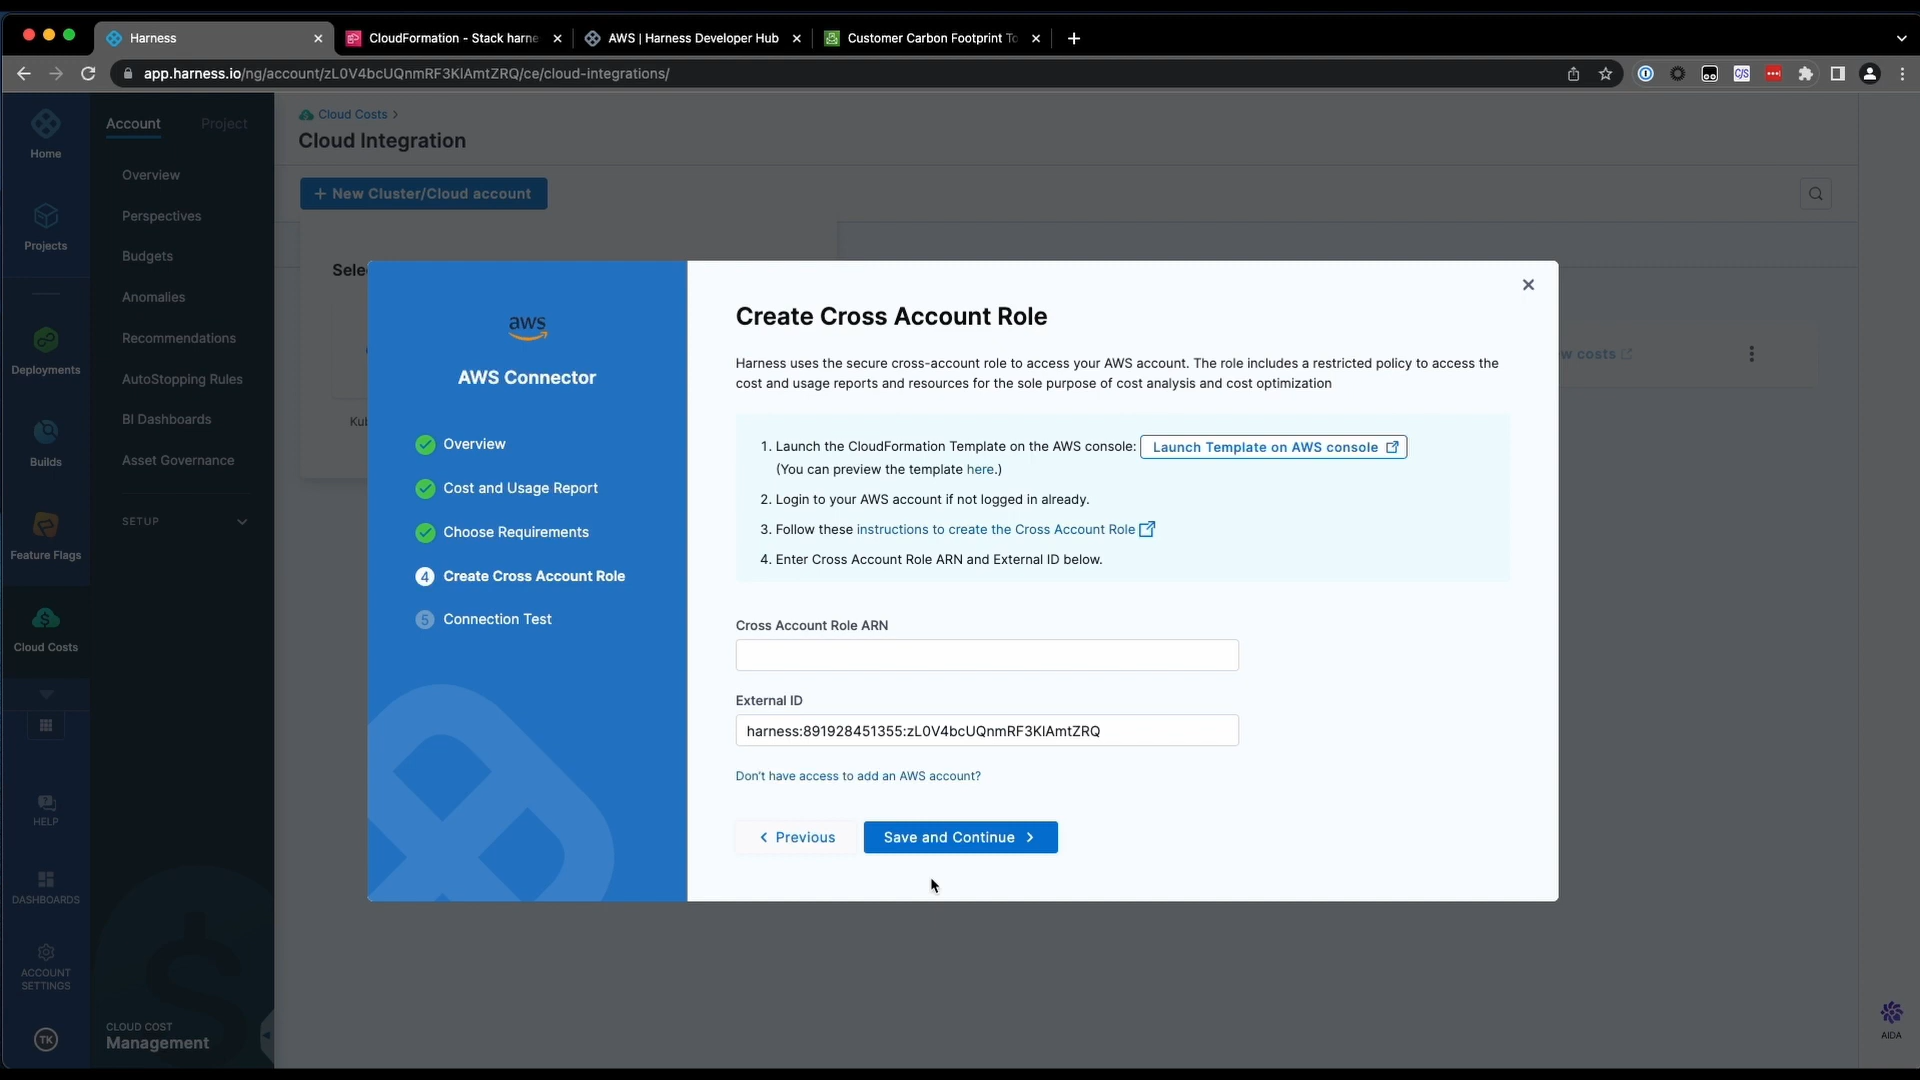 Harness
CloudFormation - Stack harne
AWS | Harness Developer Hub
Customer Carbon Footprint To
app.harness.io/ng/account/zL0V4bcUQnmRF3KlAmtZRQ/ce/cloud-integrations/
Home
Projects
Deployments
Builds
Feature Flags
Cloud Costs
HELP
DASHBOARDS
ACCOUNT
SETTINGS
TK
Account
Project
Overview
Perspectives
Budgets
Anomalies
Recommendations
AutoStopping Rules
BI Dashboards
Asset Governance
SETUP
CLOUD COST
Management
Cloud Costs >
Cloud Integration
+ New Cluster/Cloud account
Sele
Kub
w costs
aws
AWS Connector
Overview
Cost and Usage Report
Choose Requirements
4 Create Cross Account Role
5 Connection Test
Create Cross Account Role
Harness uses the secure cross-account role to access your AWS account. The role includes a restricted policy to access the
cost and usage reports and resources for the sole purpose of cost analysis and cost optimization
1. Launch the CloudFormation Template on the AWS console: Launch Template on AWS console
(You can preview the template here.)
2. Login to your AWS account if not logged in already.
3. Follow these instructions to create the Cross Account Role
4. Enter Cross Account Role ARN and External ID below.
Cross Account Role ARN
External ID
harness:891928451355:zL0V4bcUQnmRF3KlAmtZRQ
Don't have access to add an AWS account?
< Previous
Save and Continue >
AIDA